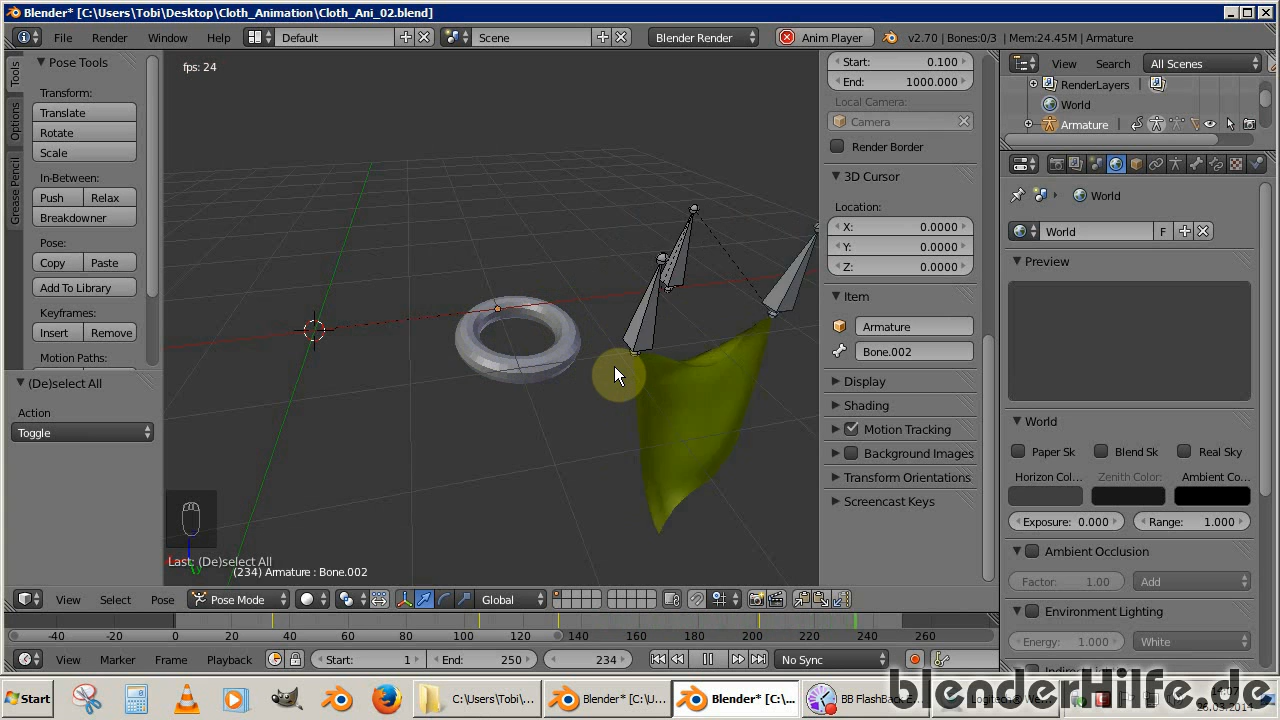 Blender* [C:\Users\Tobi\Desktop\Cloth_Animation\Cloth_Ani_02.blend]
File Render Window Help Default Scene Blender Render Anim Player v2.70 | Bones:0/3 | Mem:24.45M | Armature
Tools
Options
Grease Pencil
Pose Tools
Transform:
Translate
Rotate
Scale
In-Between:
Push Relax
Breakdowner
Pose:
Copy Paste
Add To Library
Keyframes:
Insert Remove
Motion Paths:
(De)select All
Action
Toggle
fps: 24
Last: (De)select All
(234) Armature : Bone.002
Start: 0.100
End: 1000.000
Local Camera:
Camera
Render Border
3D Cursor
Location:
X: 0.0000
Y: 0.0000
Z: 0.0000
Item
Armature
Bone.002
Display
Shading
Motion Tracking
Background Images
Transform Orientations
Screencast Keys
View Search All Scenes
RenderLayers
World
Armature
World
World F
Preview
World
Paper Sk Blend Sk Real Sky
Horizon Col... Zenith Color: Ambient Co...
Exposure: 0.000 Range: 1.000
Ambient Occlusion
Factor: 1.00 Add
Environment Lighting
Energy: 1.000 White
View Select Pose Pose Mode Global
-40 -20 0 20 40 60 80 100 120 140 160 180 200 220 240 260
View Marker Frame Playback Start: 1 End: 250 234 No Sync
Start C:\Users\Tobi\... Blender* [C:\U... Blender* [C:\... BB FlashBack E...
26.03.2014
blenderHilfe.de